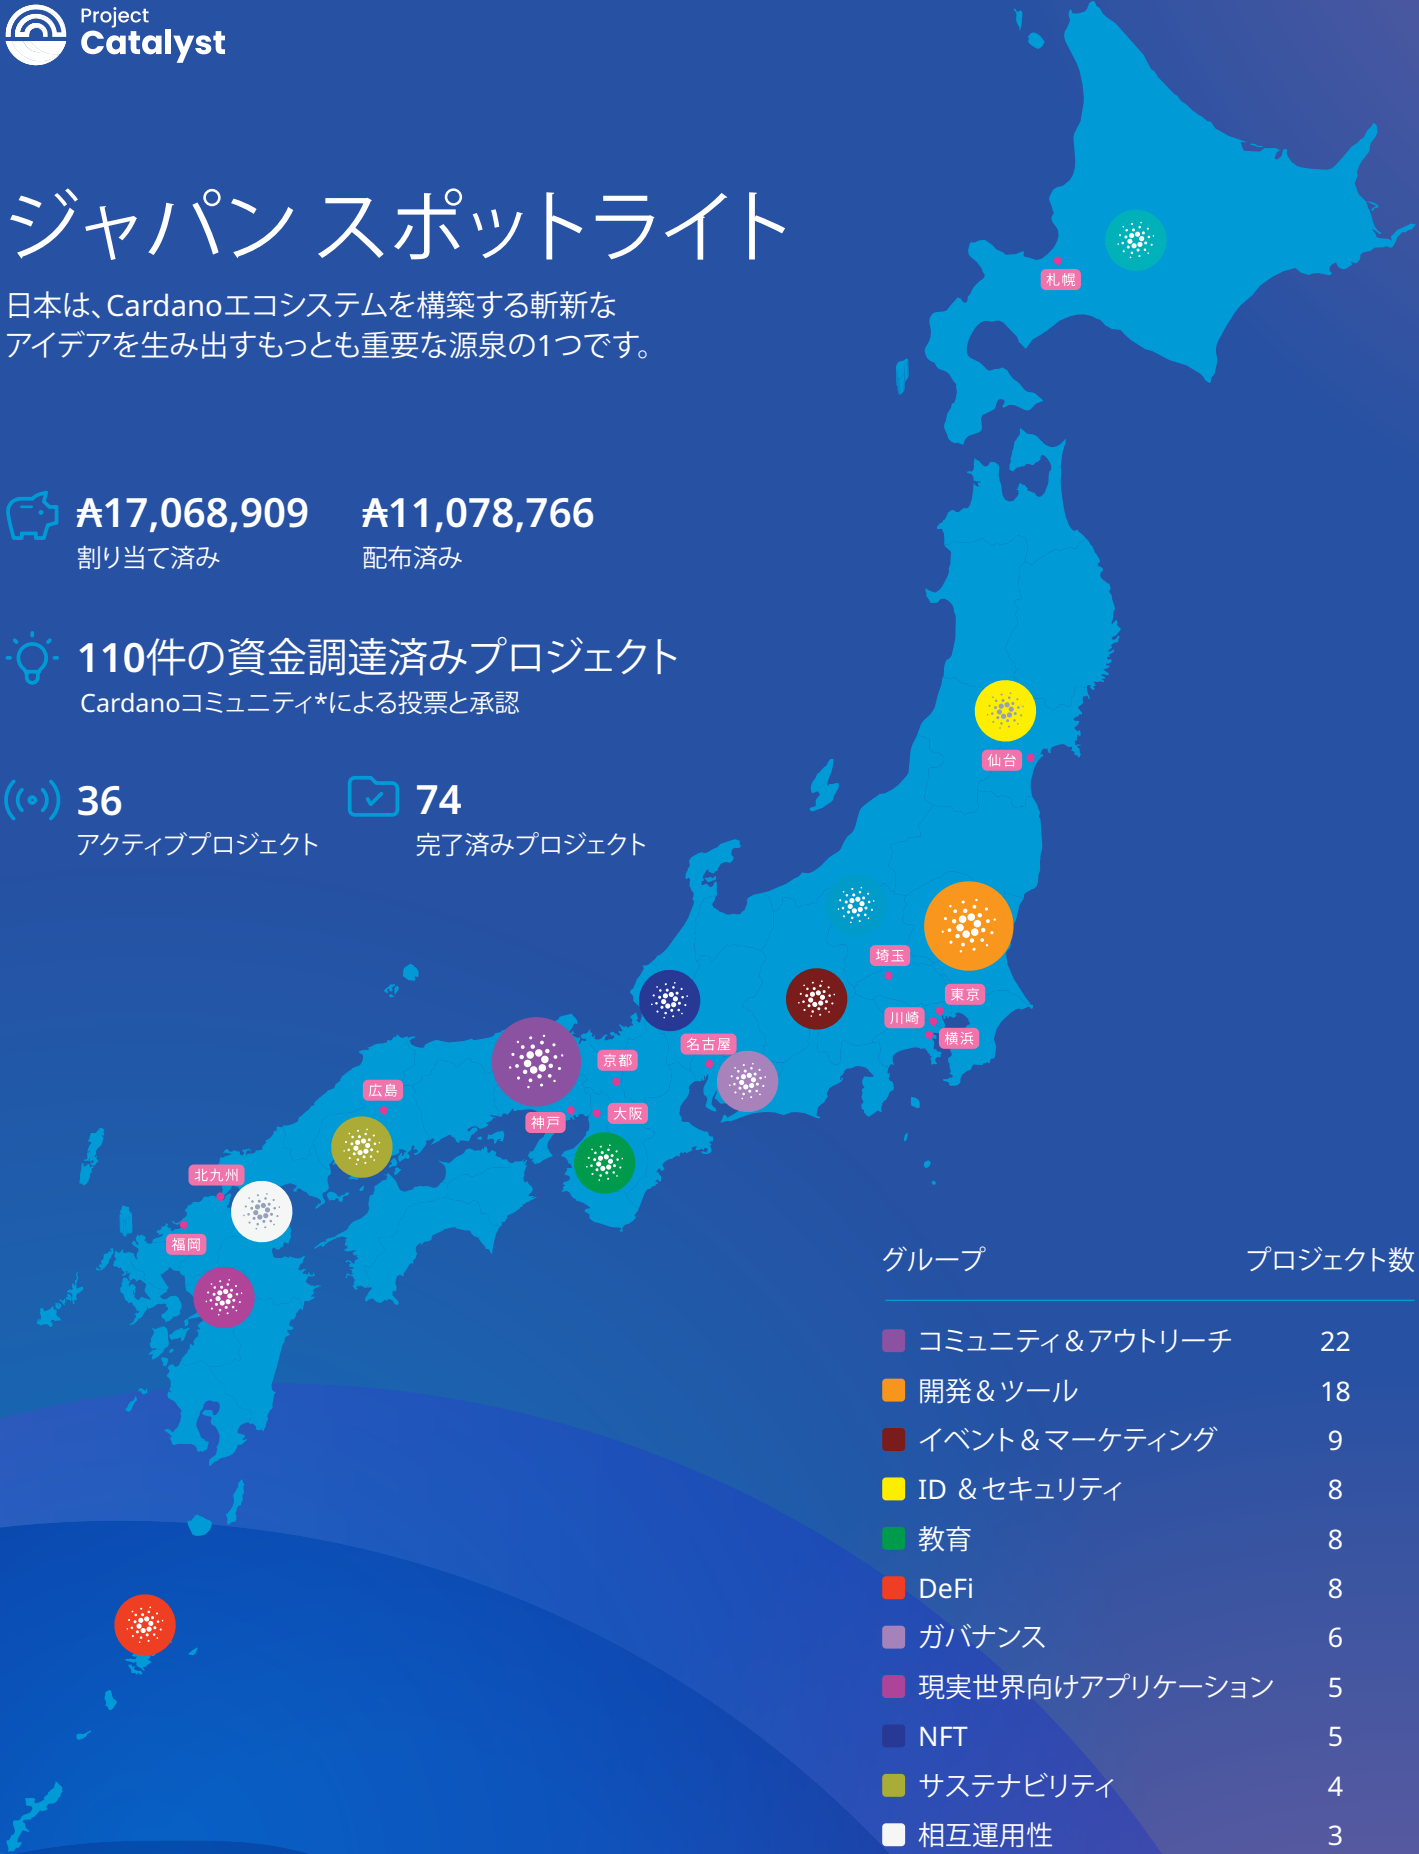 Project
Catalyst
ジャパン スポットライト
日本は、Cardanoエコシステムを構築する斬新な
アイデアを生み出すもっとも重要な源泉の1つです。
₳17,068,909 ₳11,078,766
割り当て済み 配布済み
110件の資金調達済みプロジェクト
Cardanoコミュニティ*による投票と承認
36 74
アクティブプロジェクト 完了済みプロジェクト
札幌
仙台
埼玉
東京
川崎
横浜
名古屋
京都
広島
大阪
神戸
北九州
福岡
グループ プロジェクト数
コミュニティ&アウトリーチ 22
開発&ツール 18
イベント&マーケティング 9
ID &セキュリティ 8
教育 8
DeFi 8
ガバナンス 6
現実世界向けアプリケーション 5
NFT 5
サステナビリティ 4
相互運用性 3